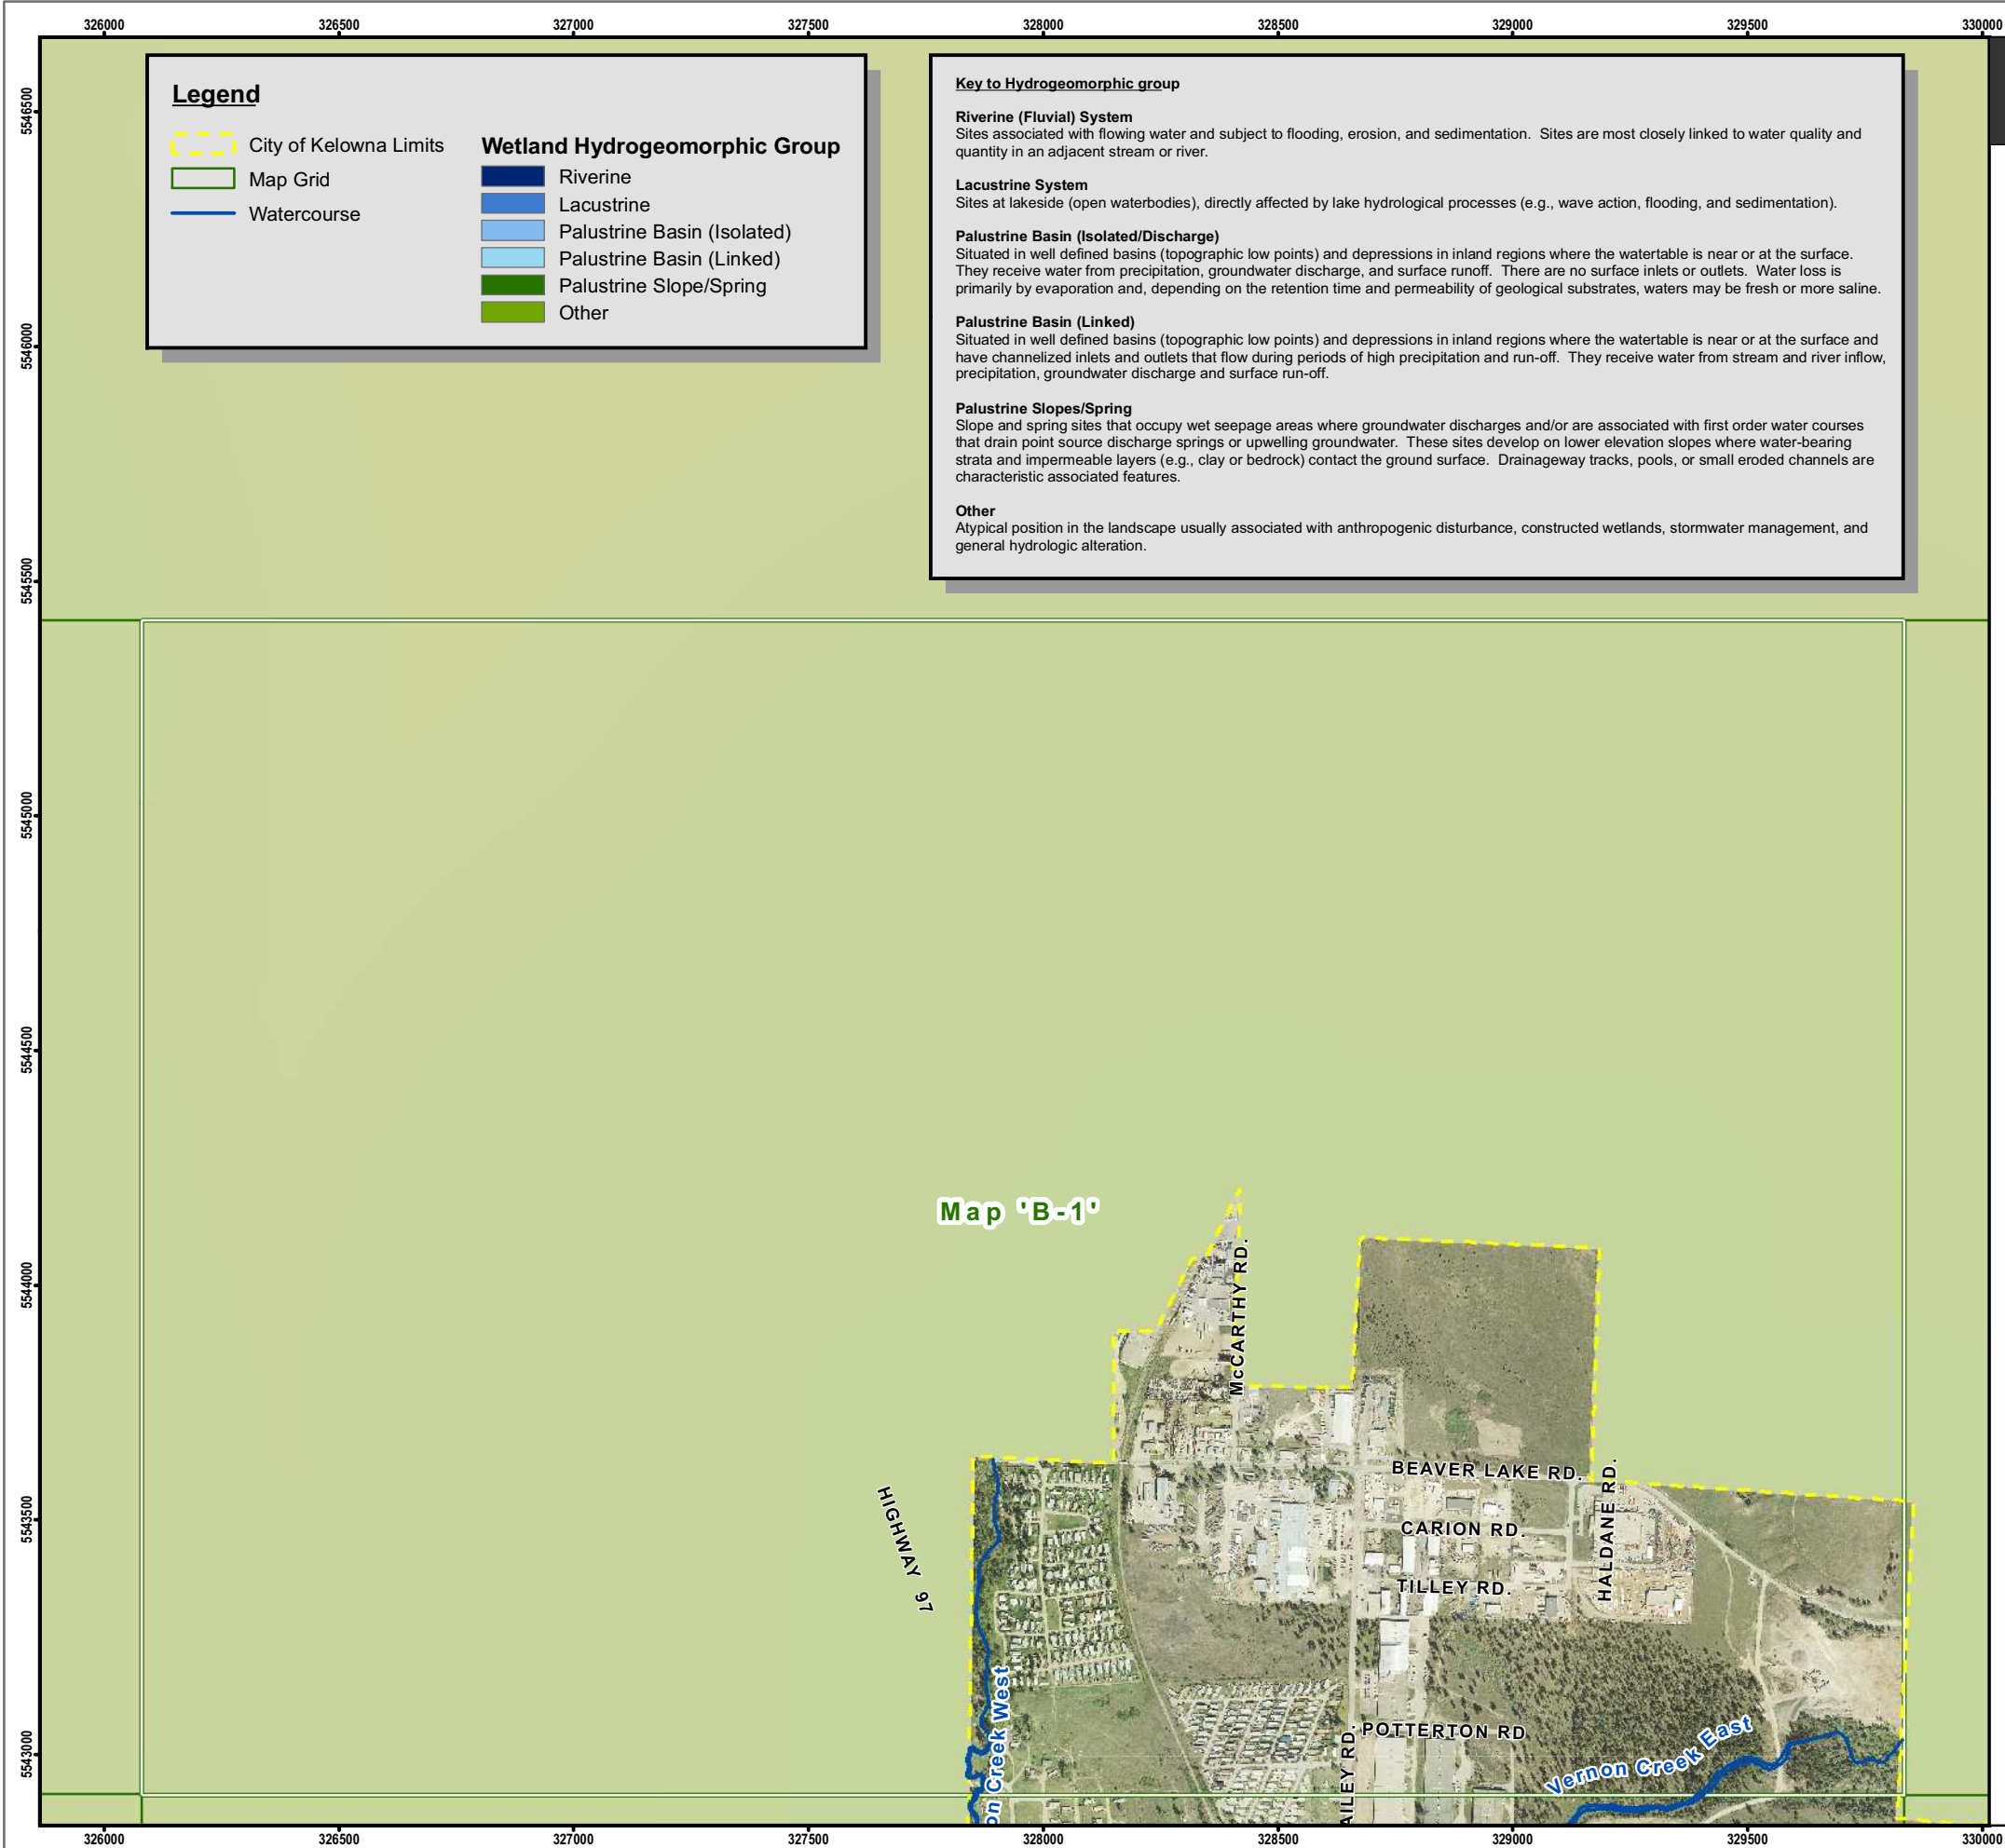 326000 326500 327000 327500 328000 328500 329000 329500 330000
5546500
5546000
5545500
5545000
5544500
5544000
5543500
5543000
Legend
City of Kelowna Limits
Map Grid
Watercourse
Wetland Hydrogeomorphic Group
Riverine
Lacustrine
Palustrine Basin (Isolated)
Palustrine Basin (Linked)
Palustrine Slope/Spring
Other
Key to Hydrogeomorphic group
Riverine (Fluvial) System
Sites associated with flowing water and subject to flooding, erosion, and sedimentation. Sites are most closely linked to water quality and
quantity in an adjacent stream or river.
Lacustrine System
Sites at lakeside (open waterbodies), directly affected by lake hydrological processes (e.g., wave action, flooding, and sedimentation).
Palustrine Basin (Isolated/Discharge)
Situated in well defined basins (topographic low points) and depressions in inland regions where the watertable is near or at the surface.
They receive water from precipitation, groundwater discharge, and surface runoff. There are no surface inlets or outlets. Water loss is
primarily by evaporation and, depending on the retention time and permeability of geological substrates, waters may be fresh or more saline.
Palustrine Basin (Linked)
Situated in well defined basins (topographic low points) and depressions in inland regions where the watertable is near or at the surface and
have channelized inlets and outlets that flow during periods of high precipitation and run-off. They receive water from stream and river inflow,
precipitation, groundwater discharge and surface run-off.
Palustrine Slopes/Spring
Slope and spring sites that occupy wet seepage areas where groundwater discharges and/or are associated with first order water courses
that drain point source discharge springs or upwelling groundwater. These sites develop on lower elevation slopes where water-bearing
strata and impermeable layers (e.g., clay or bedrock) contact the ground surface. Drainageway tracks, pools, or small eroded channels are
characteristic associated features.
Other
Atypical position in the landscape usually associated with anthropogenic disturbance, constructed wetlands, stormwater management, and
general hydrologic alteration.
Map 'B-1'
McCARTHY RD.
BEAVER LAKE RD.
HALDANE RD.
HIGHWAY 97
CARION RD.
TILLEY RD.
on Creek West
POTTERTON RD
AILEY RD.
Vernon Creek East
326000 326500 327000 327500 328000 328500 329000 329500 330000